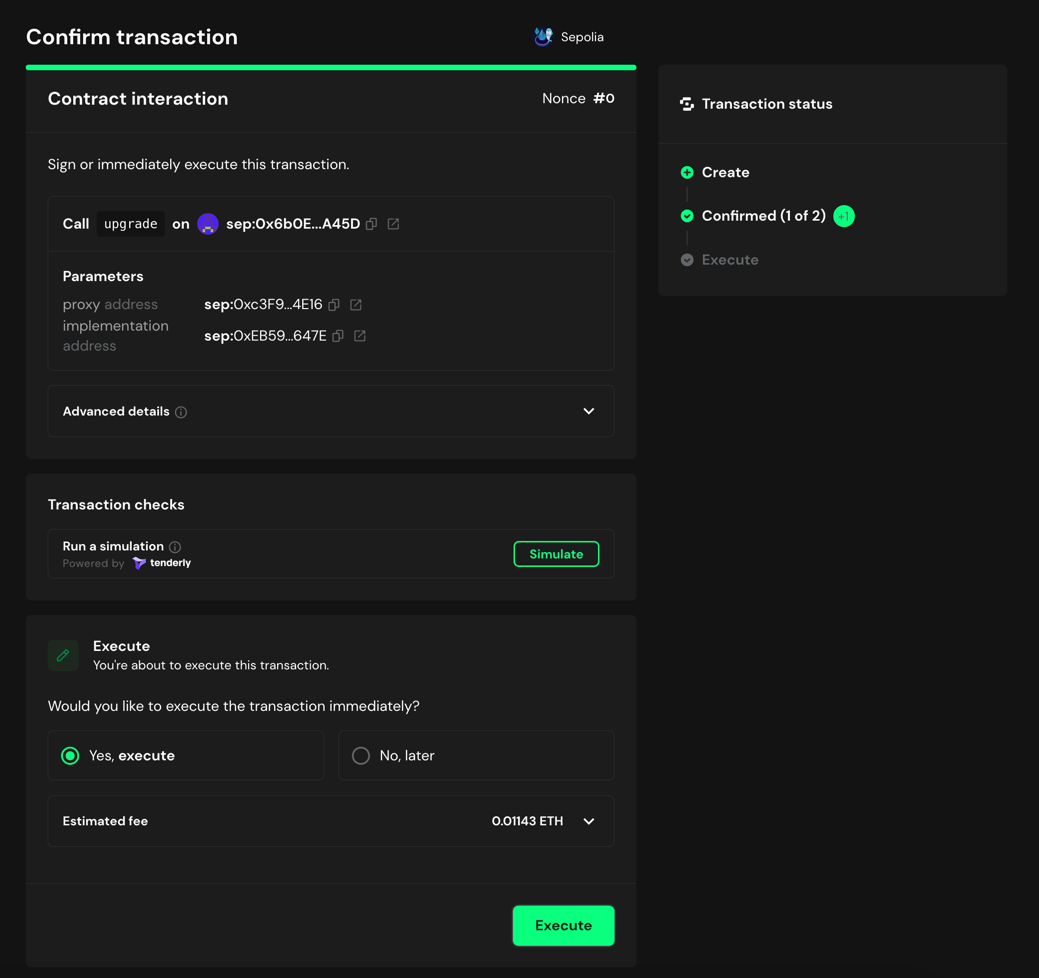 Confirm transaction
Sepolia
Contract interaction
Nonce #0
Sign or immediately execute this transaction.
Call upgrade on sep:0x6b0E...A45D
Parameters
proxy address sep:0xc3F9...4E16
implementation
address sep:0xEB59...647E
Advanced details
Transaction checks
Run a simulation
Powered by tenderly
Simulate
Execute
You're about to execute this transaction.
Would you like to execute the transaction immediately?
Yes, execute
No, later
Estimated fee 0.01143 ETH
Execute
Transaction status
Create
Confirmed (1 of 2) +1
Execute